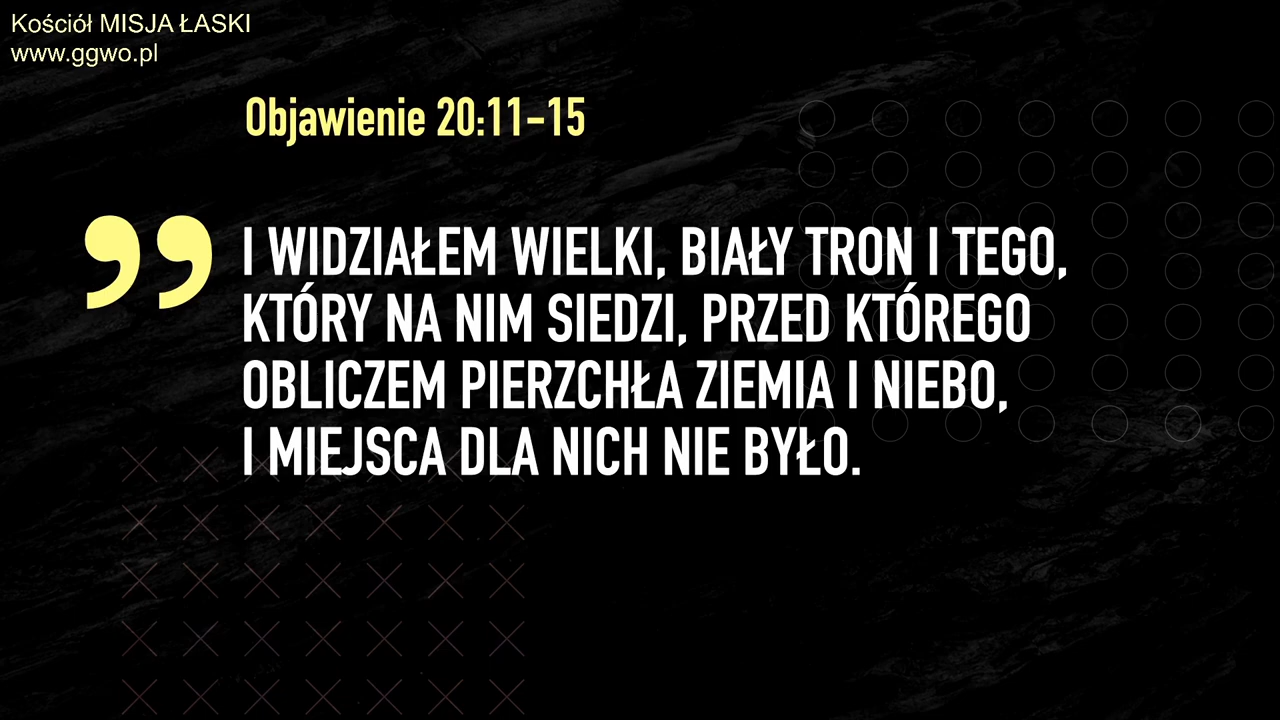 Kościół MISJA ŁASKI
www.ggwo.pl
Objawienie 20:11-15
” I WIDZIAŁEM WIELKI, BIAŁY TRON I TEGO,
KTÓRY NA NIM SIEDZI, PRZED KTÓREGO
OBLICZEM PIERZCHŁA ZIEMIA I NIEBO,
I MIEJSCA DLA NICH NIE BYŁO.